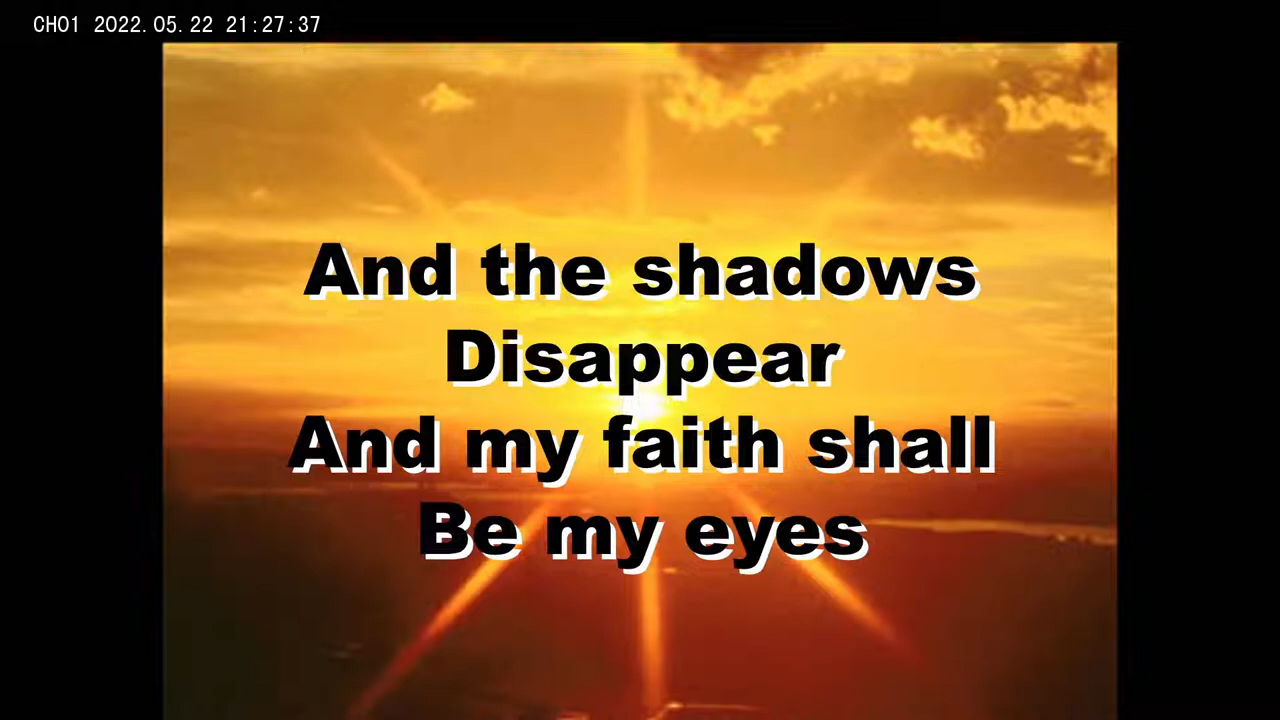 CH01 2022.05.22 21:27:37
And the shadows
Disappear
And my faith shall
Be my eyes